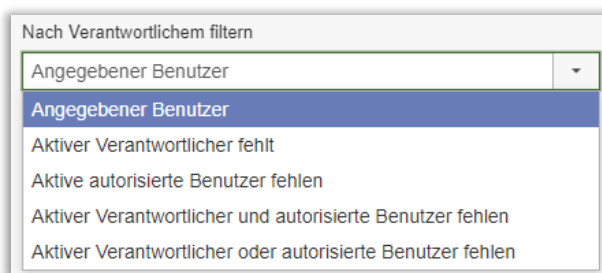 Nach Verantwortlichem filtern
Angegebener Benutzer
Angegebener Benutzer
Aktiver Verantwortlicher fehlt
Aktive autorisierte Benutzer fehlen
Aktiver Verantwortlicher und autorisierte Benutzer fehlen
Aktiver Verantwortlicher oder autorisierte Benutzer fehlen